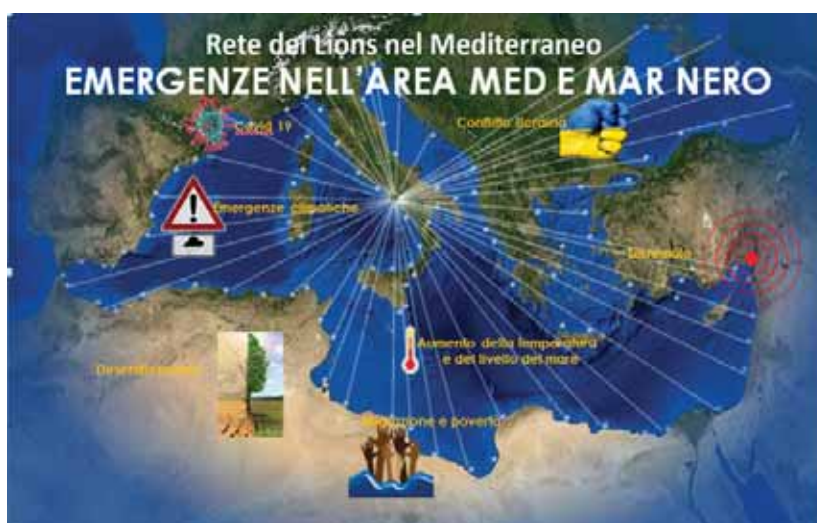 Rete dei Lions nel Mediterraneo
EMERGENZE NELL'AREA MED E MAR NERO
Covid 19
Conflitto Ucraina
Emergenze climatiche
Terremoto
Aumento della temperatura
e del livello del mare
Desertificazione
e povertà